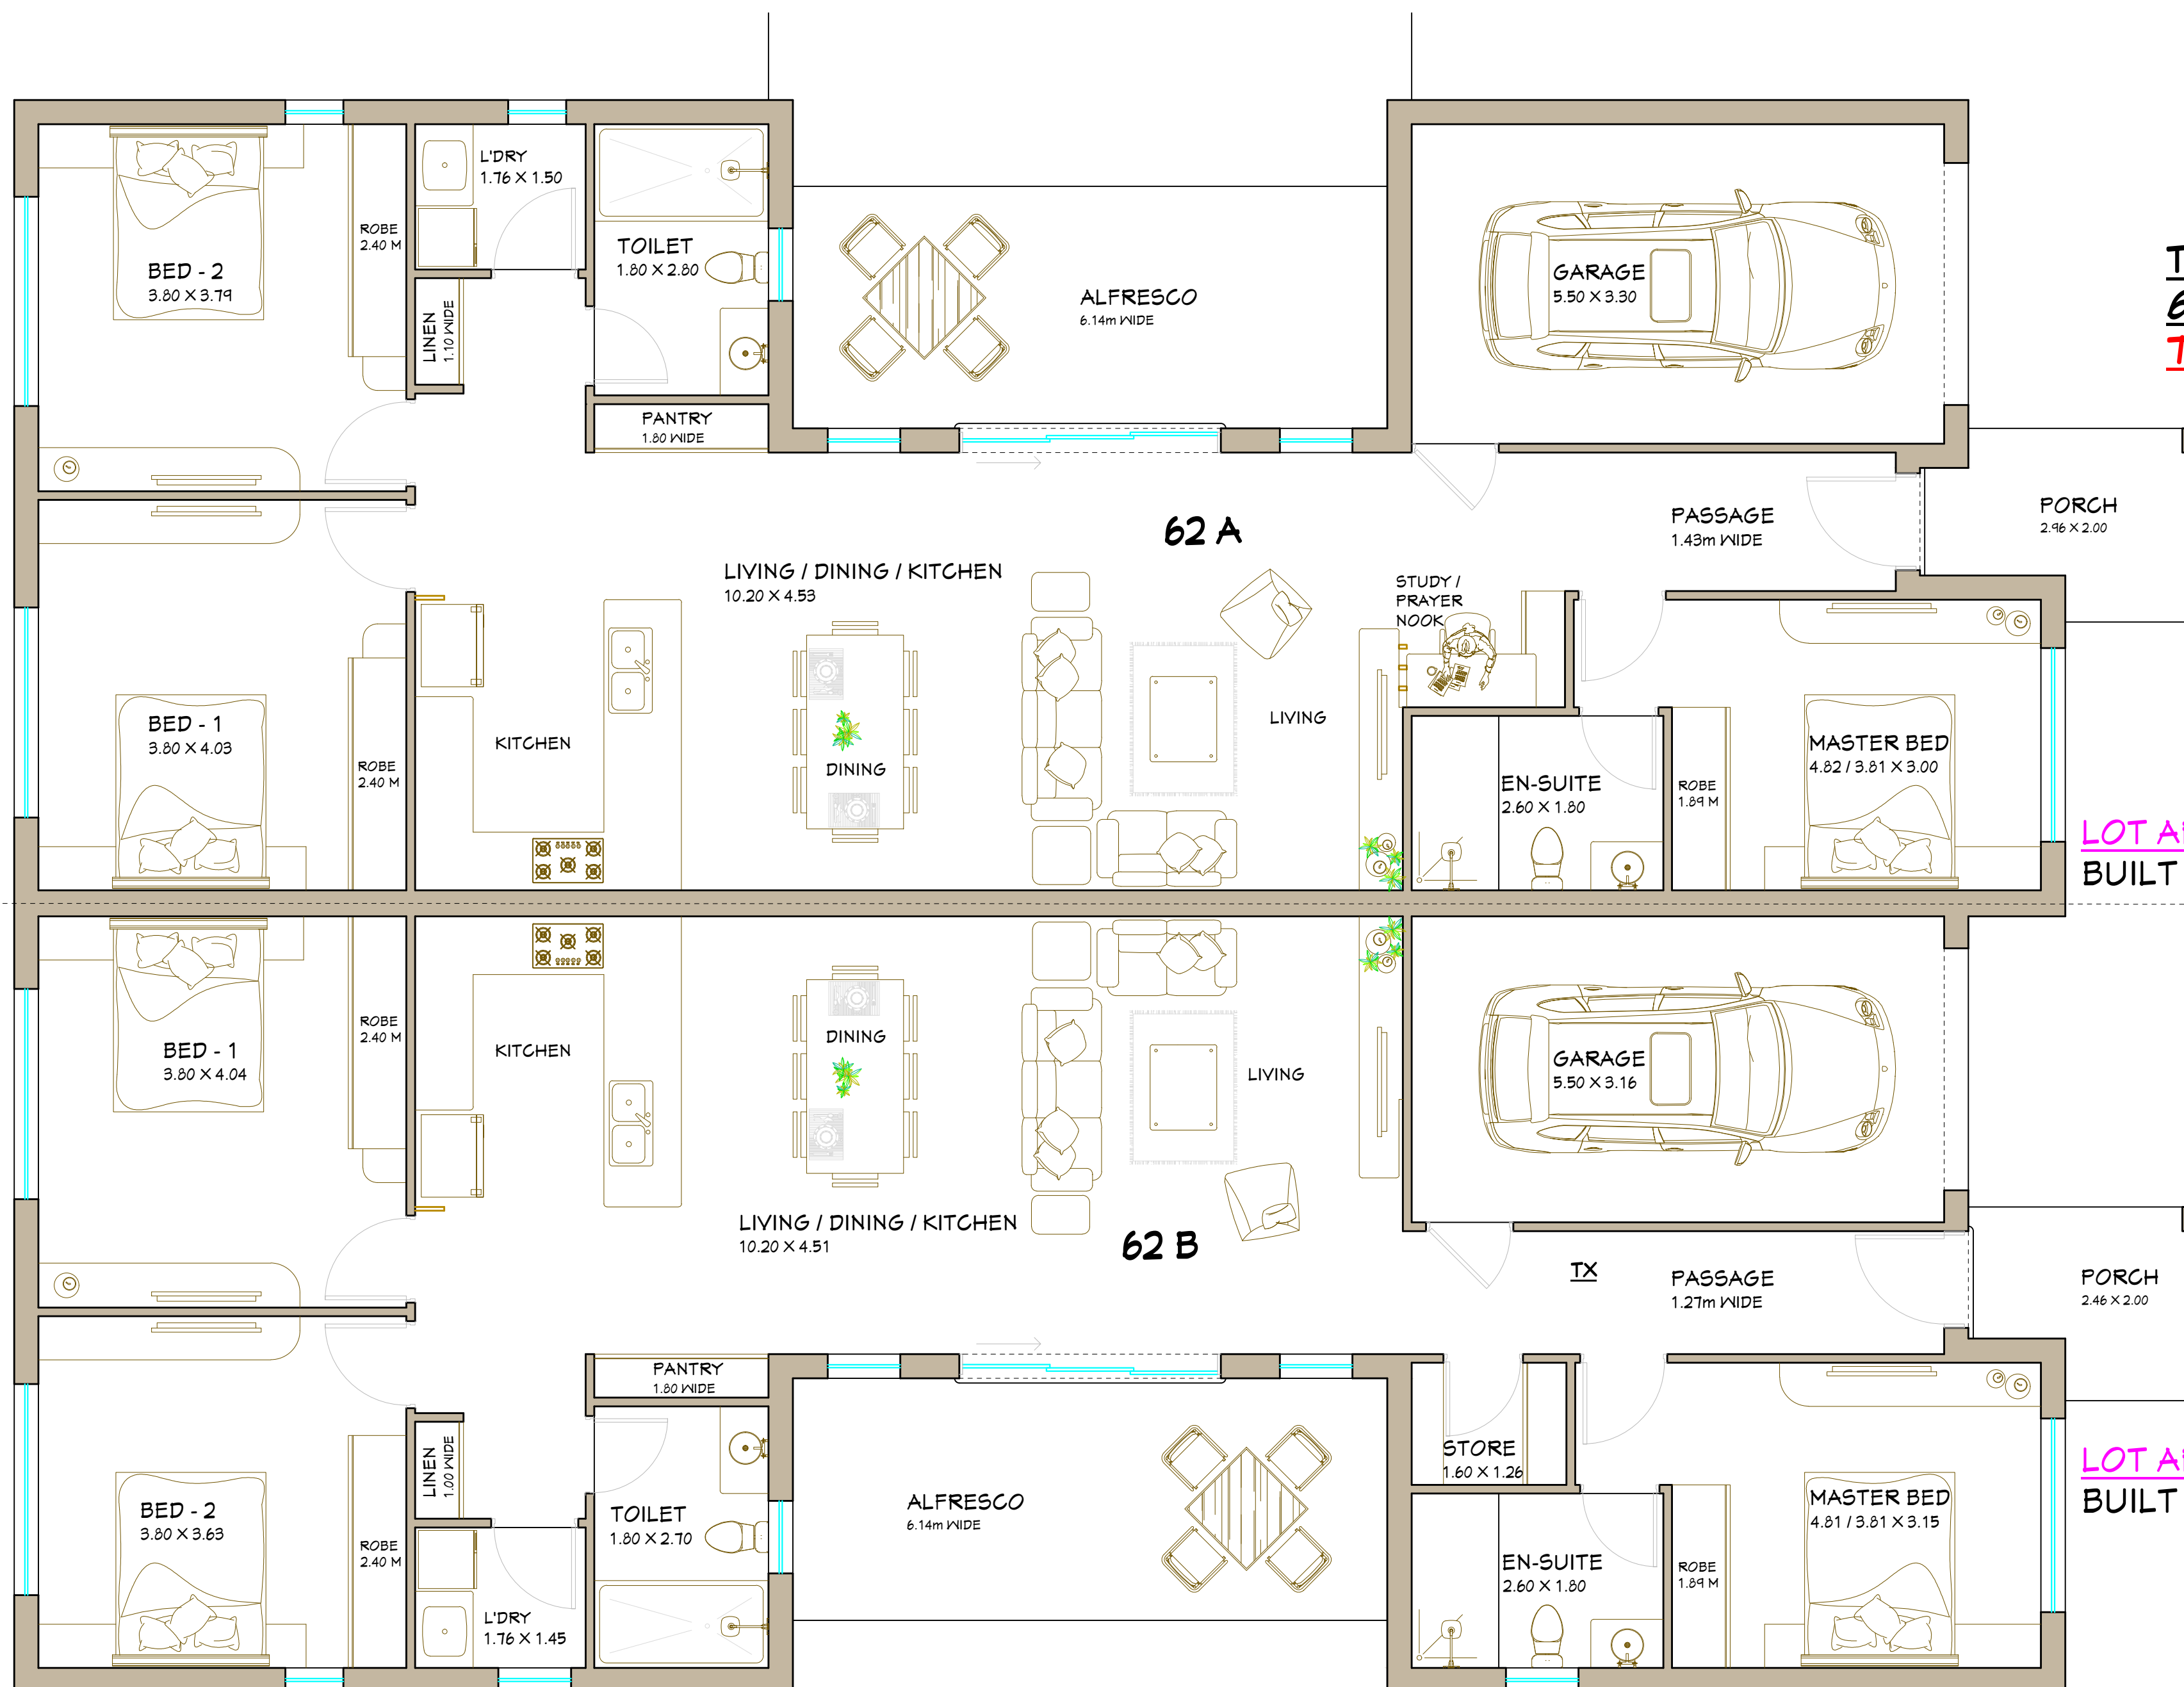 L'DRY
1.76 X 1.50
ROBE
2.40 M
TOILET
1.80 X 2.80
BED - 2
3.80 X 3.79
LINEN
1.10 WIDE
ALFRESCO
6.14m WIDE
GARAGE
5.50 X 3.30
PANTRY
1.80 WIDE
62 A
PASSAGE
1.43m WIDE
PORCH
2.96 X 2.00
LIVING / DINING / KITCHEN
10.20 X 4.53
STUDY /
PRAYER
NOOK
BED - 1
3.80 X 4.03
ROBE
2.40 M
KITCHEN
DINING
LIVING
EN-SUITE
2.60 X 1.80
ROBE
1.89 M
MASTER BED
4.82 / 3.81 X 3.00
LOT
BUILT
BED - 1
3.80 X 4.04
ROBE
2.40 M
KITCHEN
DINING
LIVING
GARAGE
5.50 X 3.16
LIVING / DINING / KITCHEN
10.20 X 4.51
62 B
TX
PASSAGE
1.27m WIDE
PORCH
2.46 X 2.00
PANTRY
1.80 WIDE
LINEN
1.00 WIDE
BED - 2
3.80 X 3.63
ROBE
2.40 M
TOILET
1.80 X 2.70
ALFRESCO
6.14m WIDE
STORE
1.60 X 1.26
EN-SUITE
2.60 X 1.80
ROBE
1.89 M
MASTER BED
4.81 / 3.81 X 3.15
LOT
BUILT
L'DRY
1.76 X 1.45